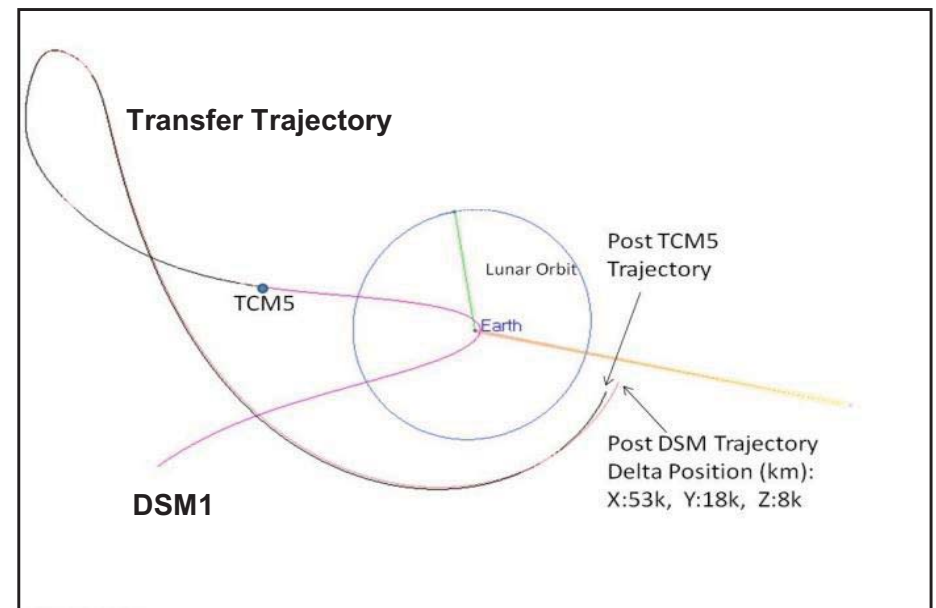 Transfer Trajectory
Post TCM5
Trajectory
Lunar Orbit
TCM5
Earth
Post DSM Trajectory
Delta Position (km):
X:53k, Y:18k, Z:8k
DSM1